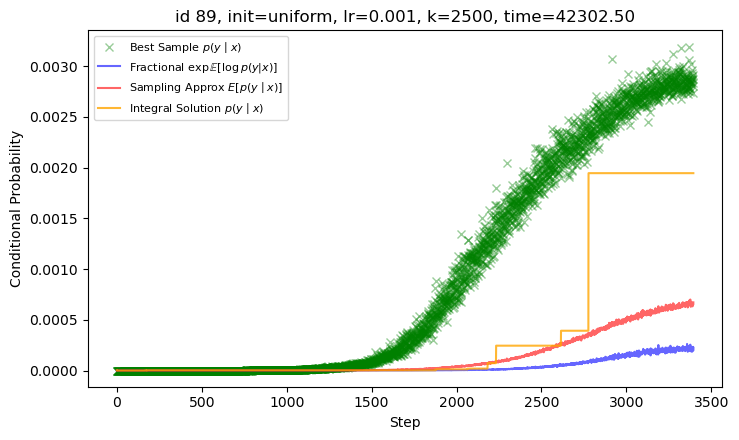 id 89, init=uniform, lr=0.001, k=2500, time=42302.50
Best Sample p(y | x)
Fractional exp𝔼[log p(y|x)]
Sampling Approx E[p(y | x)]
Integral Solution p(y | x)
Conditional Probability
0.0030
0.0025
0.0020
0.0015
0.0010
0.0005
0.0000
0
500
1000
1500
2000
2500
3000
3500
Step